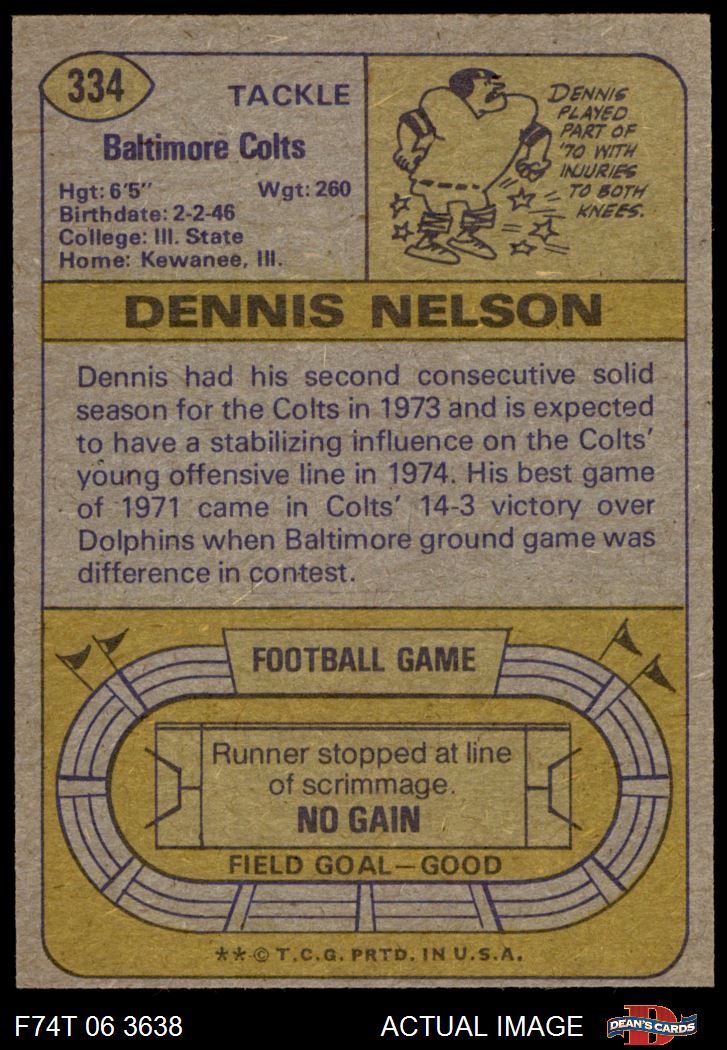 334
TACKLE
Baltimore Colts
Hgt: 6'5" Wgt: 260
Birthdate: 2-2-46
College: Ill. State
Home: Kewanee, Ill.
DENNIS
PLAYED
PART OF
'70 WITH
INJURIES
TO BOTH
KNEES.
DENNIS NELSON
Dennis had his second consecutive solid
season for the Colts in 1973 and is expected
to have a stabilizing influence on the Colts'
young offensive line in 1974. His best game
of 1971 came in Colts' 14-3 victory over
Dolphins when Baltimore ground game was
difference in contest.
FOOTBALL GAME
Runner stopped at line
of scrimmage.
NO GAIN
FIELD GOAL—GOOD
**© T.C.G. PRTD. IN U.S.A.
F74T 06 3638 ACTUAL IMAGE DEAN'S CARDS